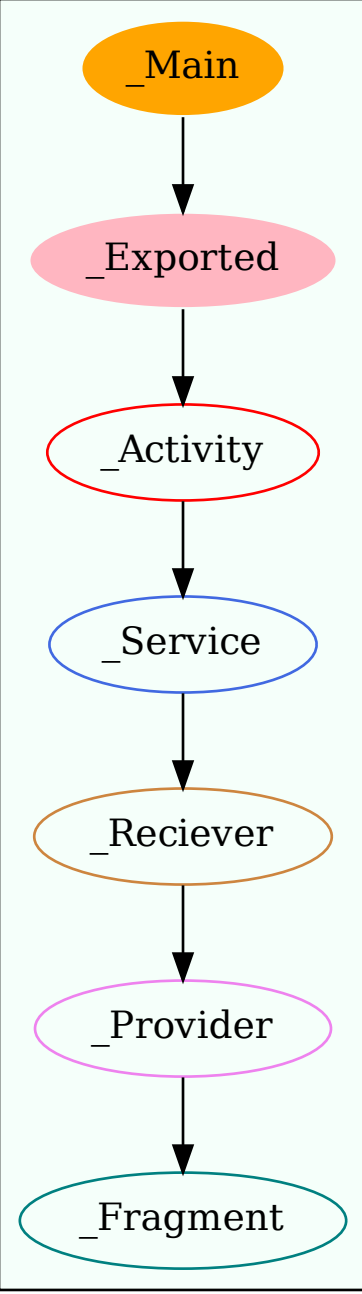 _Main
_Exported
_Activity
_Service
_Reciever
_Provider
_Fragment